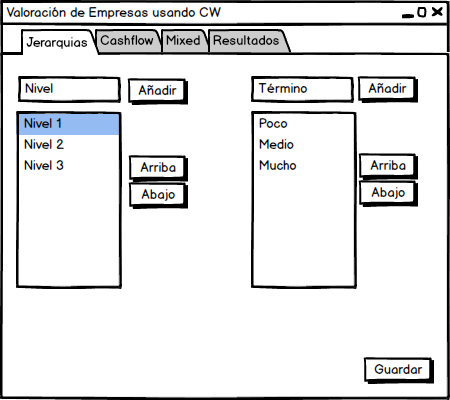 Valoración de Empresas usando CW
Jerarquias Cashflow Mixed Resultados
Nivel Añadir Término Añadir
Nivel 1 Poco
Nivel 2 Medio
Nivel 3 Arriba Mucho Arriba
Abajo Abajo
Guardar